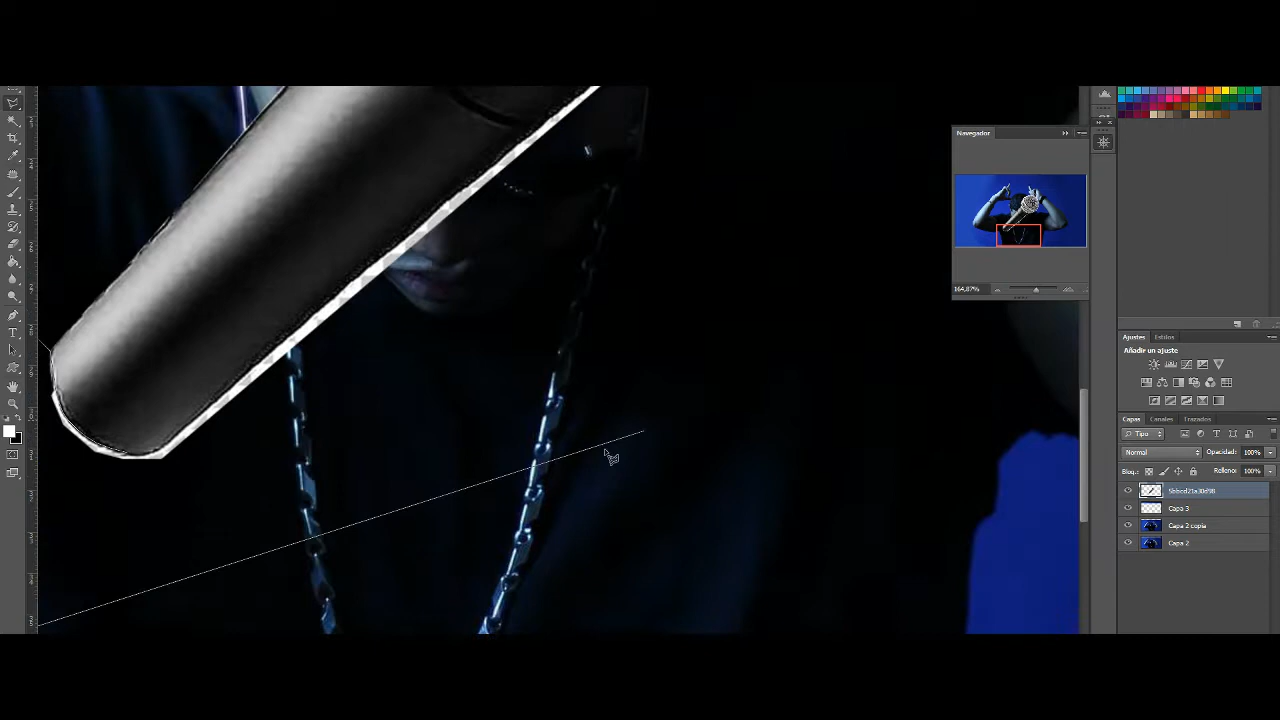 Navegador
164,87%
Ajustes Estilos
Añadir un ajuste
Capas Canales Trazados
Tipo
Normal Opacidad: 100%
Bloq.: Relleno: 100%
5bbcd21a30d98
Capa 3
Capa 2 copia
Capa 2